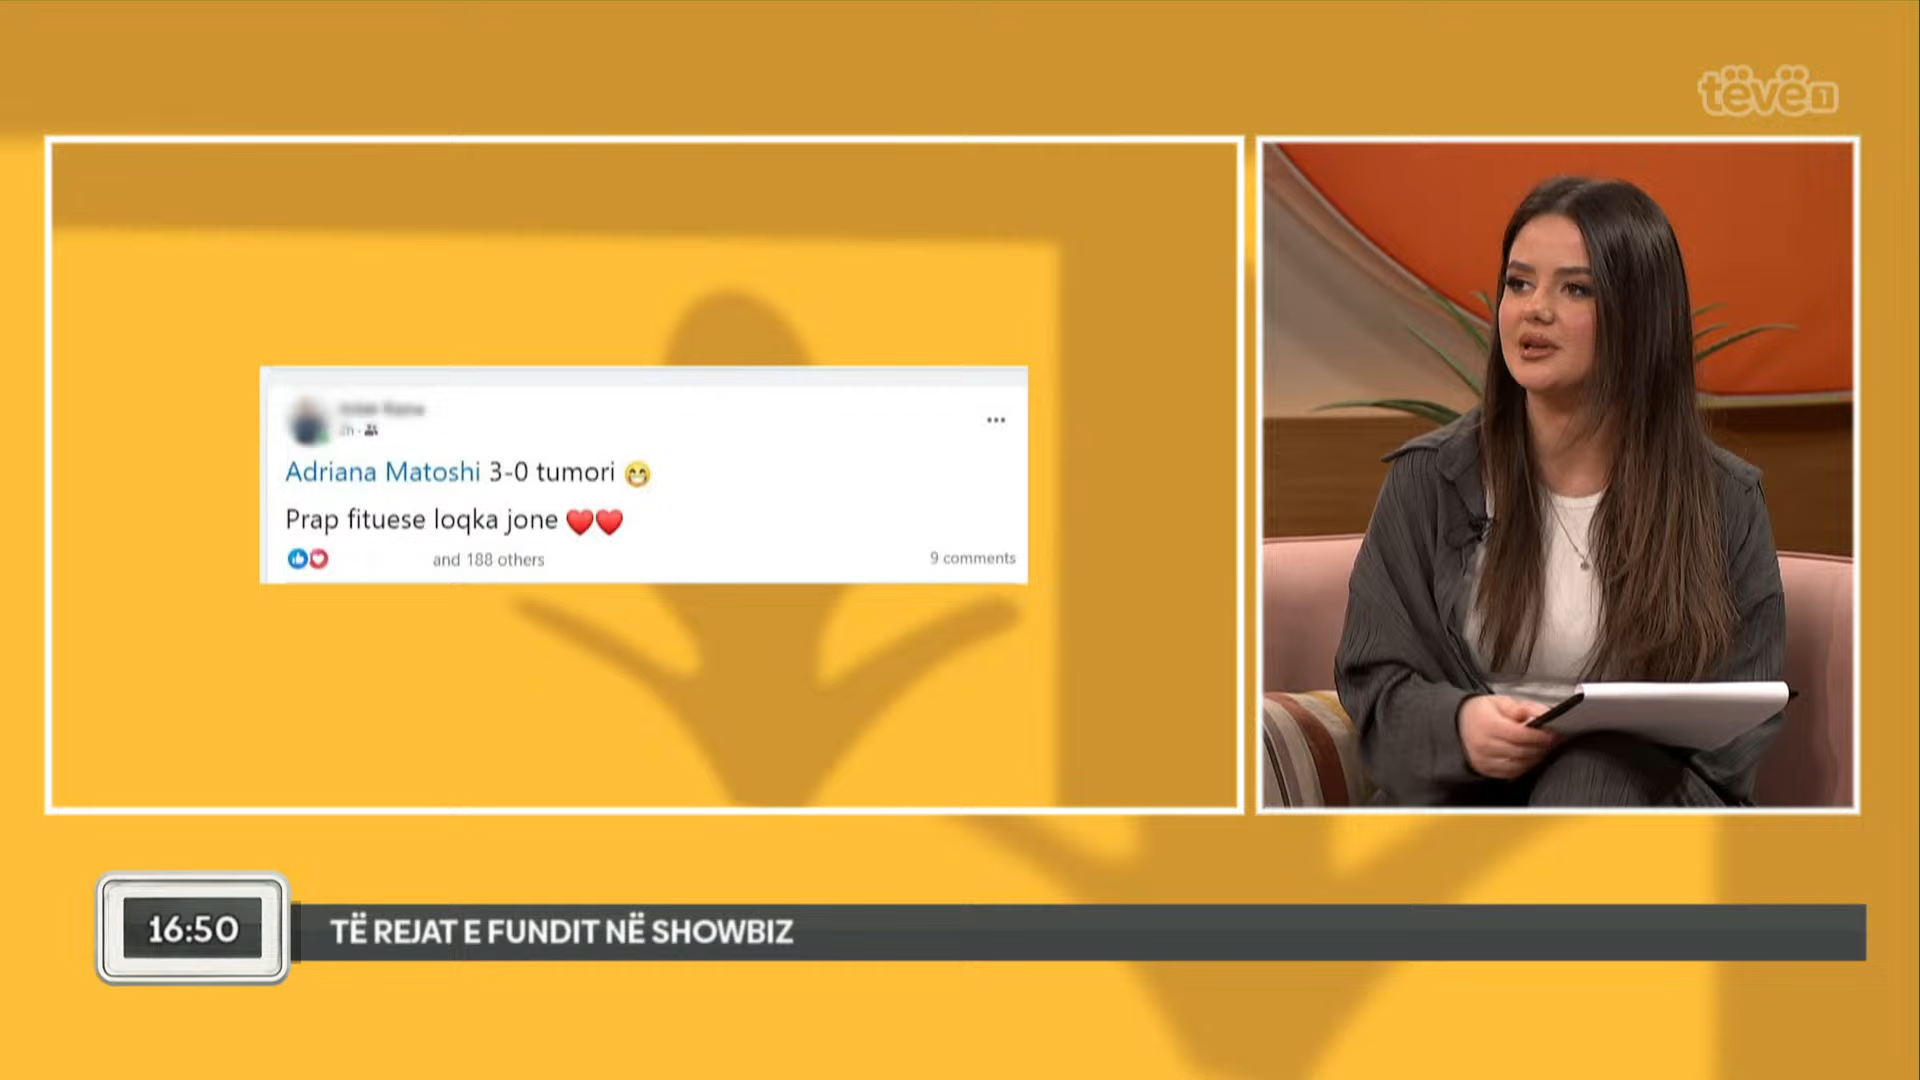 tëvë1
Adriana Matoshi 3-0 tumori 😁
Prap fituese loqka jone ❤️❤️
and 188 others
9 comments
16:50
TË REJAT E FUNDIT NË SHOWBIZ